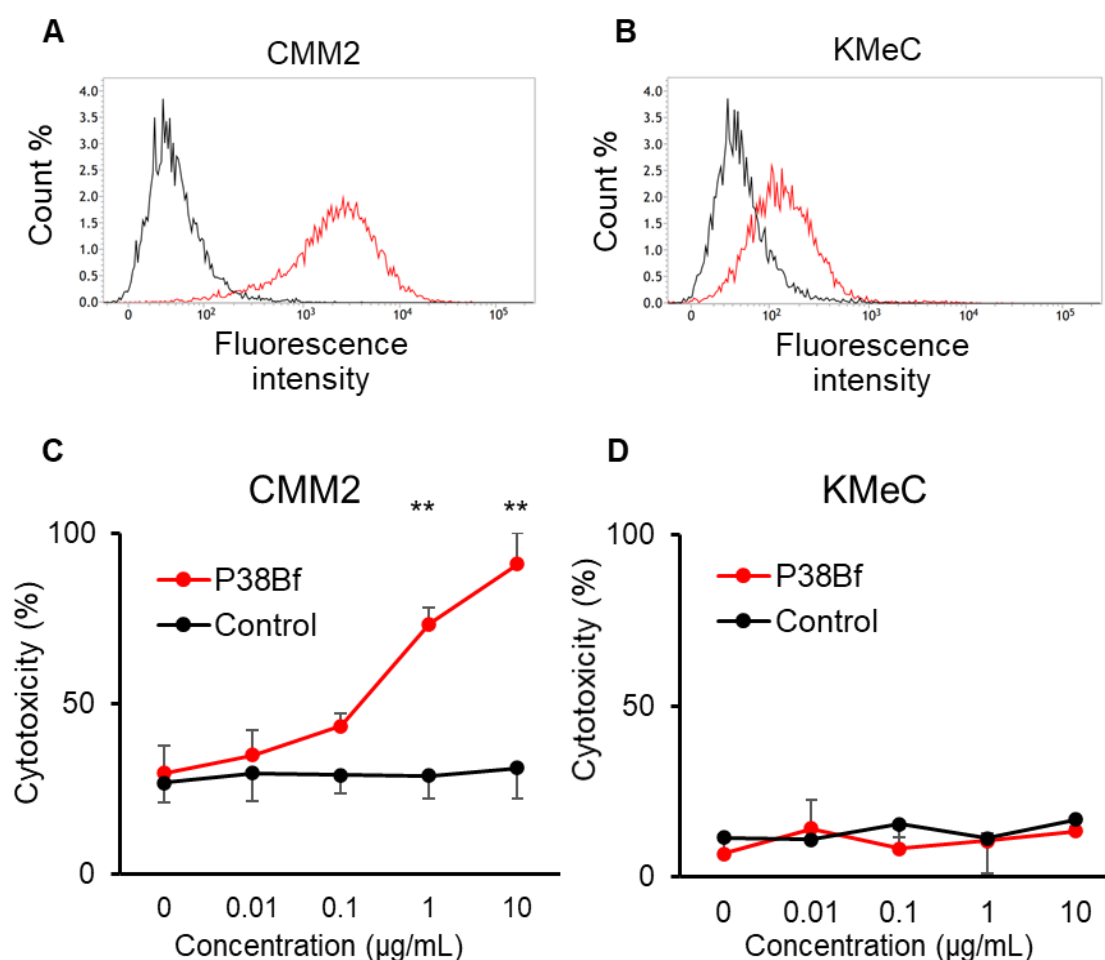 A
CMM2
Count %
4.0
3.5
3.0
2.5
2.0
1.5
1.0
0.5
0.0
0
10²
10³
10⁴
10⁵
Fluorescence
intensity
B
KMeC
Count %
4.0
3.5
3.0
2.5
2.0
1.5
1.0
0.5
0.0
0
10²
10³
10⁴
10⁵
Fluorescence
intensity
C
CMM2
** **
Cytotoxicity (%)
100
50
0
P38Bf
Control
0 0.01 0.1 1 10
Concentration (µg/mL)
D
KMeC
Cytotoxicity (%)
100
50
0
P38Bf
Control
0 0.01 0.1 1 10
Concentration (µg/mL)